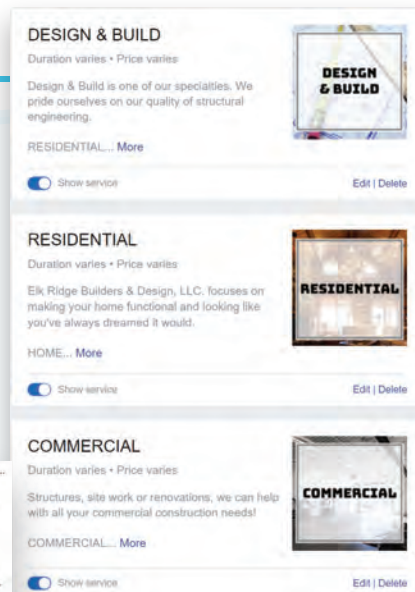 DESIGN & BUILD
Duration varies • Price varies
Design & Build is one of our specialties. We
pride ourselves on our quality of structural
engineering.
RESIDENTIAL... More
DESIGN
& BUILD
Show service
Edit | Delete
RESIDENTIAL
Duration varies • Price varies
Elk Ridge Builders & Design, LLC. focuses on
making your home functional and looking like
you've always dreamed it would.
HOME... More
RESIDENTIAL
Show service
Edit | Delete
COMMERCIAL
Duration varies • Price varies
Structures, site work or renovations, we can help
with all your commercial construction needs!
COMMERCIAL... More
COMMERCIAL
Show service
Edit | Delete